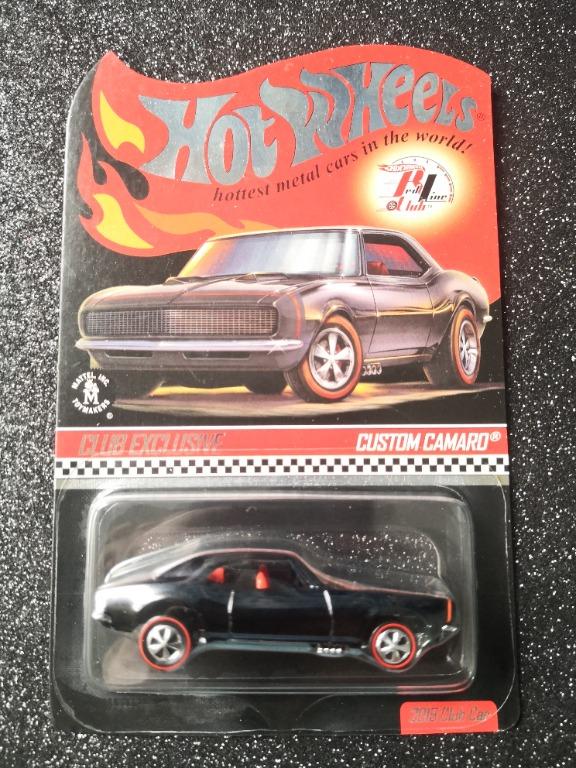 Hot Wheels®
hottest metal cars in the world!
Red Line
Club
MATTEL, INC.
M
TOYMAKERS
©
CLUB EXCLUSIVE
CUSTOM CAMARO®
Club Car